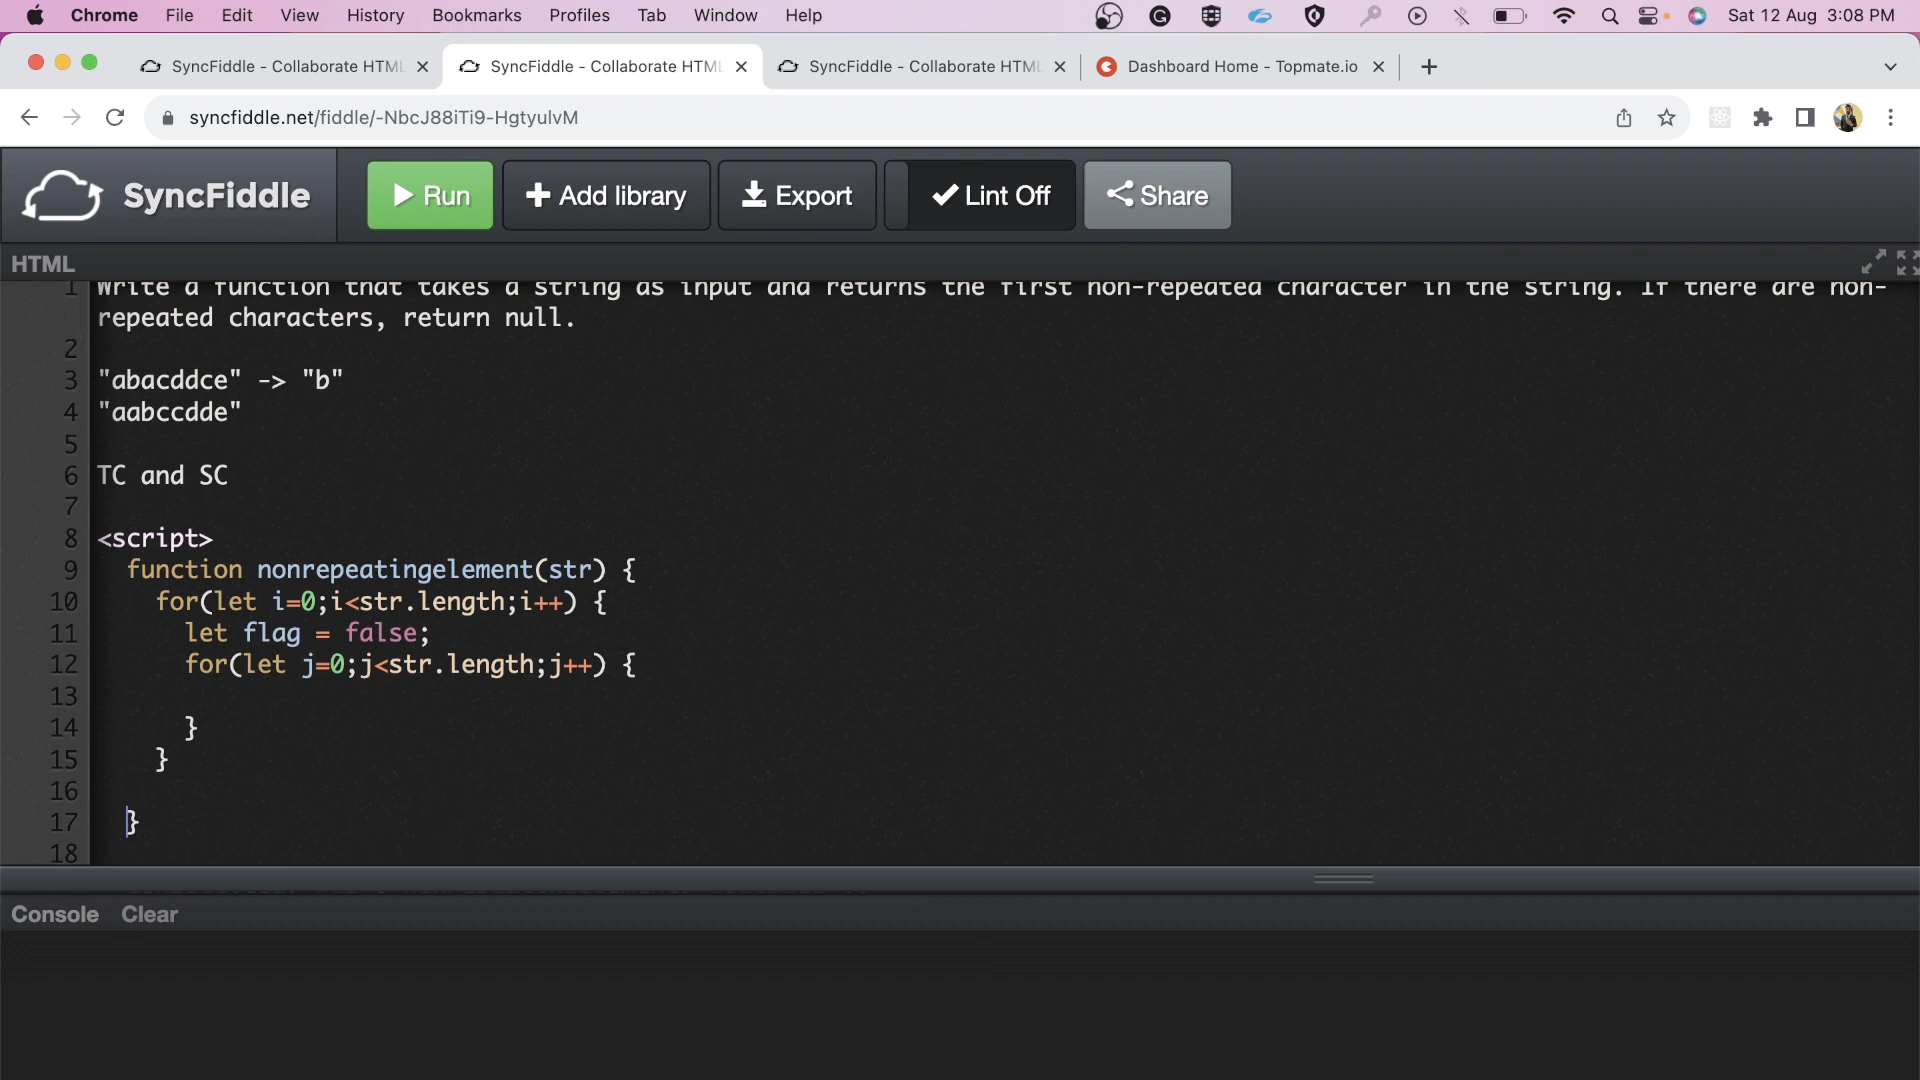 Chrome File Edit View History Bookmarks Profiles Tab Window Help Sat 12 Aug 3:08 PM
SyncFiddle - Collaborate HTML SyncFiddle - Collaborate HTML SyncFiddle - Collaborate HTML Dashboard Home - Topmate.io
syncfiddle.net/fiddle/-NbcJ88iTi9-HgtyulvM
SyncFiddle Run Add library Export Lint Off Share
HTML
1 Write a function that takes a string as input and returns the first non-repeated character in the string. If there are non-
repeated characters, return null.
2
3 "abacddce" -> "b"
4 "aabccdde"
5
6 TC and SC
7
8 <script>
9 function nonrepeatingelement(str) {
10 for(let i=0;i<str.length;i++) {
11 let flag = false;
12 for(let j=0;j<str.length;j++) {
13
14 }
15 }
16
17 }
18
Console Clear